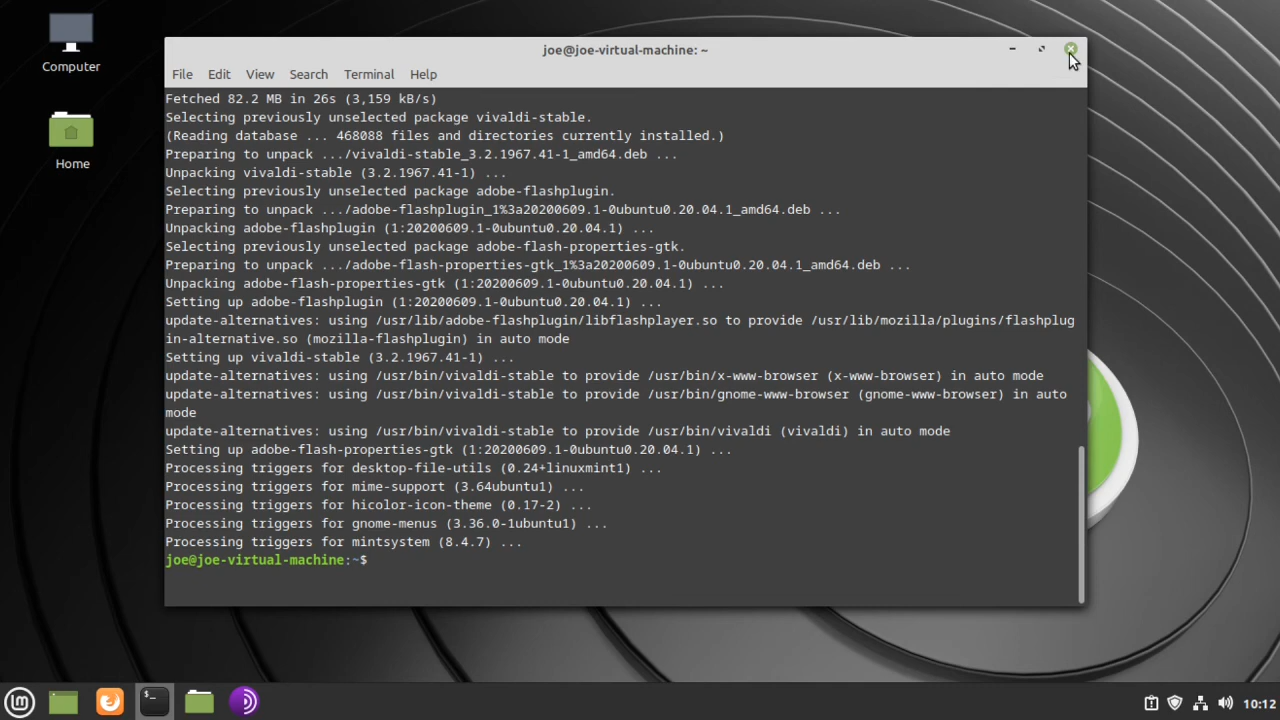 Computer
Home
joe@joe-virtual-machine: ~
File Edit View Search Terminal Help
Fetched 82.2 MB in 26s (3,159 kB/s)
Selecting previously unselected package vivaldi-stable.
(Reading database ... 468088 files and directories currently installed.)
Preparing to unpack .../vivaldi-stable_3.2.1967.41-1_amd64.deb ...
Unpacking vivaldi-stable (3.2.1967.41-1) ...
Selecting previously unselected package adobe-flashplugin.
Preparing to unpack .../adobe-flashplugin_1%3a20200609.1-0ubuntu0.20.04.1_amd64.deb ...
Unpacking adobe-flashplugin (1:20200609.1-0ubuntu0.20.04.1) ...
Selecting previously unselected package adobe-flash-properties-gtk.
Preparing to unpack .../adobe-flash-properties-gtk_1%3a20200609.1-0ubuntu0.20.04.1_amd64.deb ...
Unpacking adobe-flash-properties-gtk (1:20200609.1-0ubuntu0.20.04.1) ...
Setting up adobe-flashplugin (1:20200609.1-0ubuntu0.20.04.1) ...
update-alternatives: using /usr/lib/adobe-flashplugin/libflashplayer.so to provide /usr/lib/mozilla/plugins/flashplug
in-alternative.so (mozilla-flashplugin) in auto mode
Setting up vivaldi-stable (3.2.1967.41-1) ...
update-alternatives: using /usr/bin/vivaldi-stable to provide /usr/bin/x-www-browser (x-www-browser) in auto mode
update-alternatives: using /usr/bin/vivaldi-stable to provide /usr/bin/gnome-www-browser (gnome-www-browser) in auto
mode
update-alternatives: using /usr/bin/vivaldi-stable to provide /usr/bin/vivaldi (vivaldi) in auto mode
Setting up adobe-flash-properties-gtk (1:20200609.1-0ubuntu0.20.04.1) ...
Processing triggers for desktop-file-utils (0.24+linuxmint1) ...
Processing triggers for mime-support (3.64ubuntu1) ...
Processing triggers for hicolor-icon-theme (0.17-2) ...
Processing triggers for gnome-menus (3.36.0-1ubuntu1) ...
Processing triggers for mintsystem (8.4.7) ...
joe@joe-virtual-machine:~$
10:12